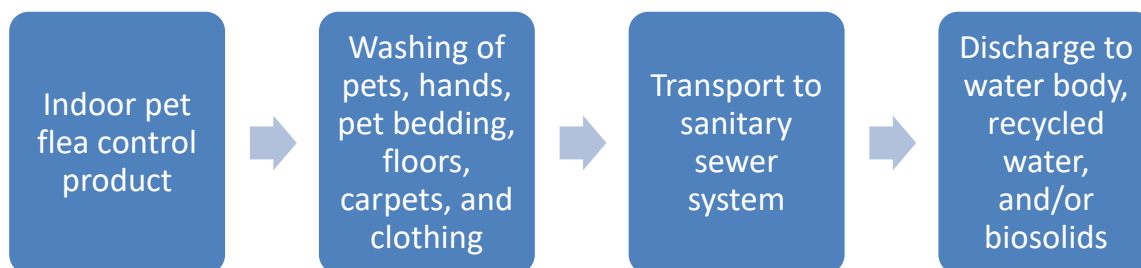 Indoor pet
flea control
product
Washing of
pets, hands,
pet bedding,
floors,
carpets, and
clothing
Transport to
sanitary
sewer
system
Discharge to
water body,
recycled
water,
and/or
biosolids